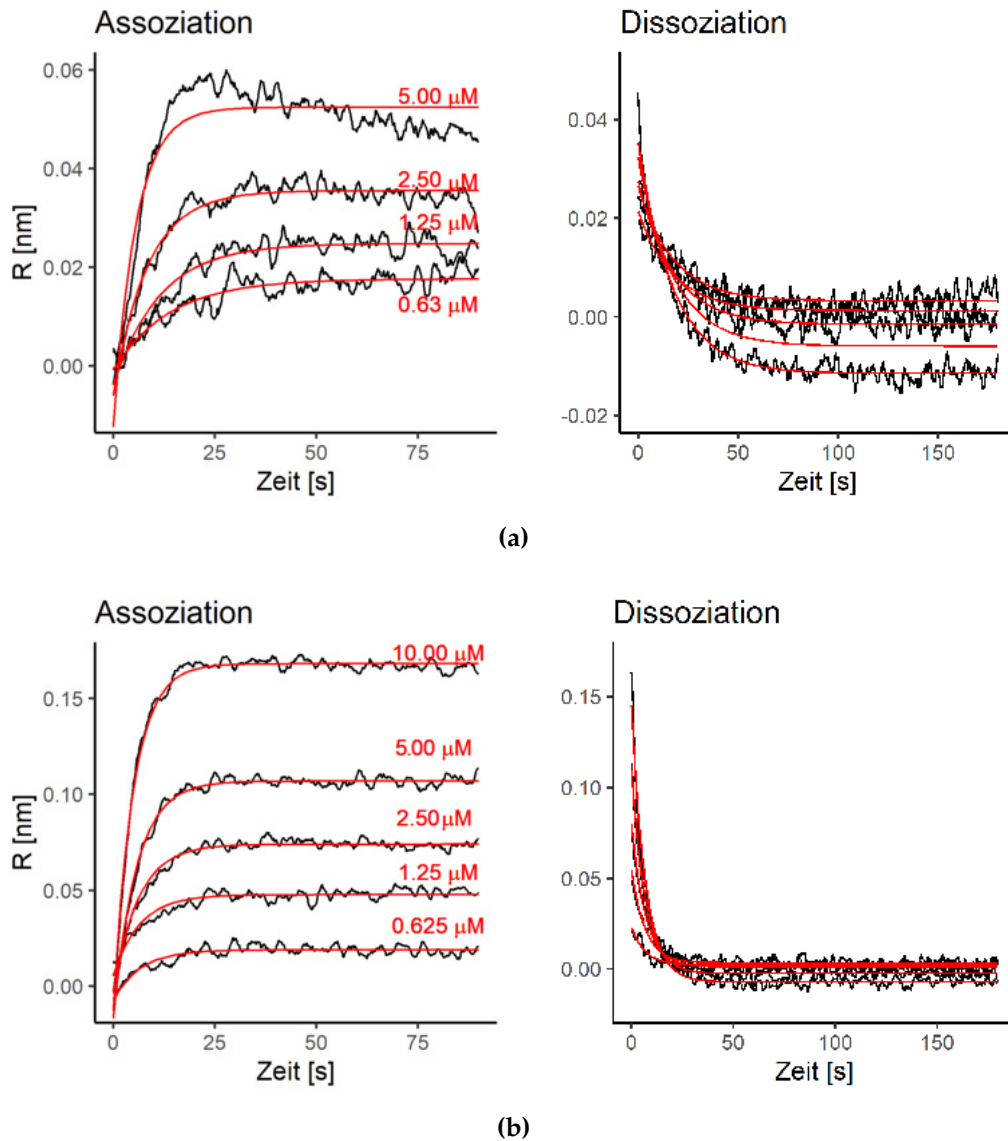 Assoziation
Dissoziation
R [nm]
0.06
0.04
0.02
0.00
5.00 µM
2.50 µM
1.25 µM
0.63 µM
0
25
50
75
Zeit [s]
0.04
0.02
0.00
-0.02
0
50
100
150
Zeit [s]
(a)
Assoziation
Dissoziation
R [nm]
0.15
0.10
0.05
0.00
10.00 µM
5.00 µM
2.50 µM
1.25 µM
0.625 µM
0
25
50
75
Zeit [s]
0.15
0.10
0.05
0.00
0
50
100
150
Zeit [s]
(b)